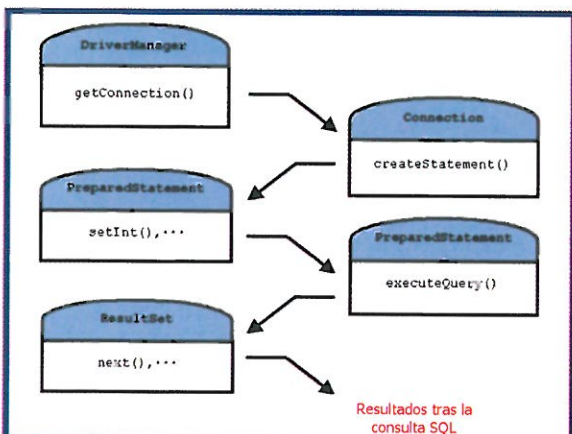 DriverManager
getConnection()
Connection
createStatement()
PreparedStatement
setInt(),...
PreparedStatement
executeQuery()
ResultSet
next(),...
Resultados tras la
consulta SQL